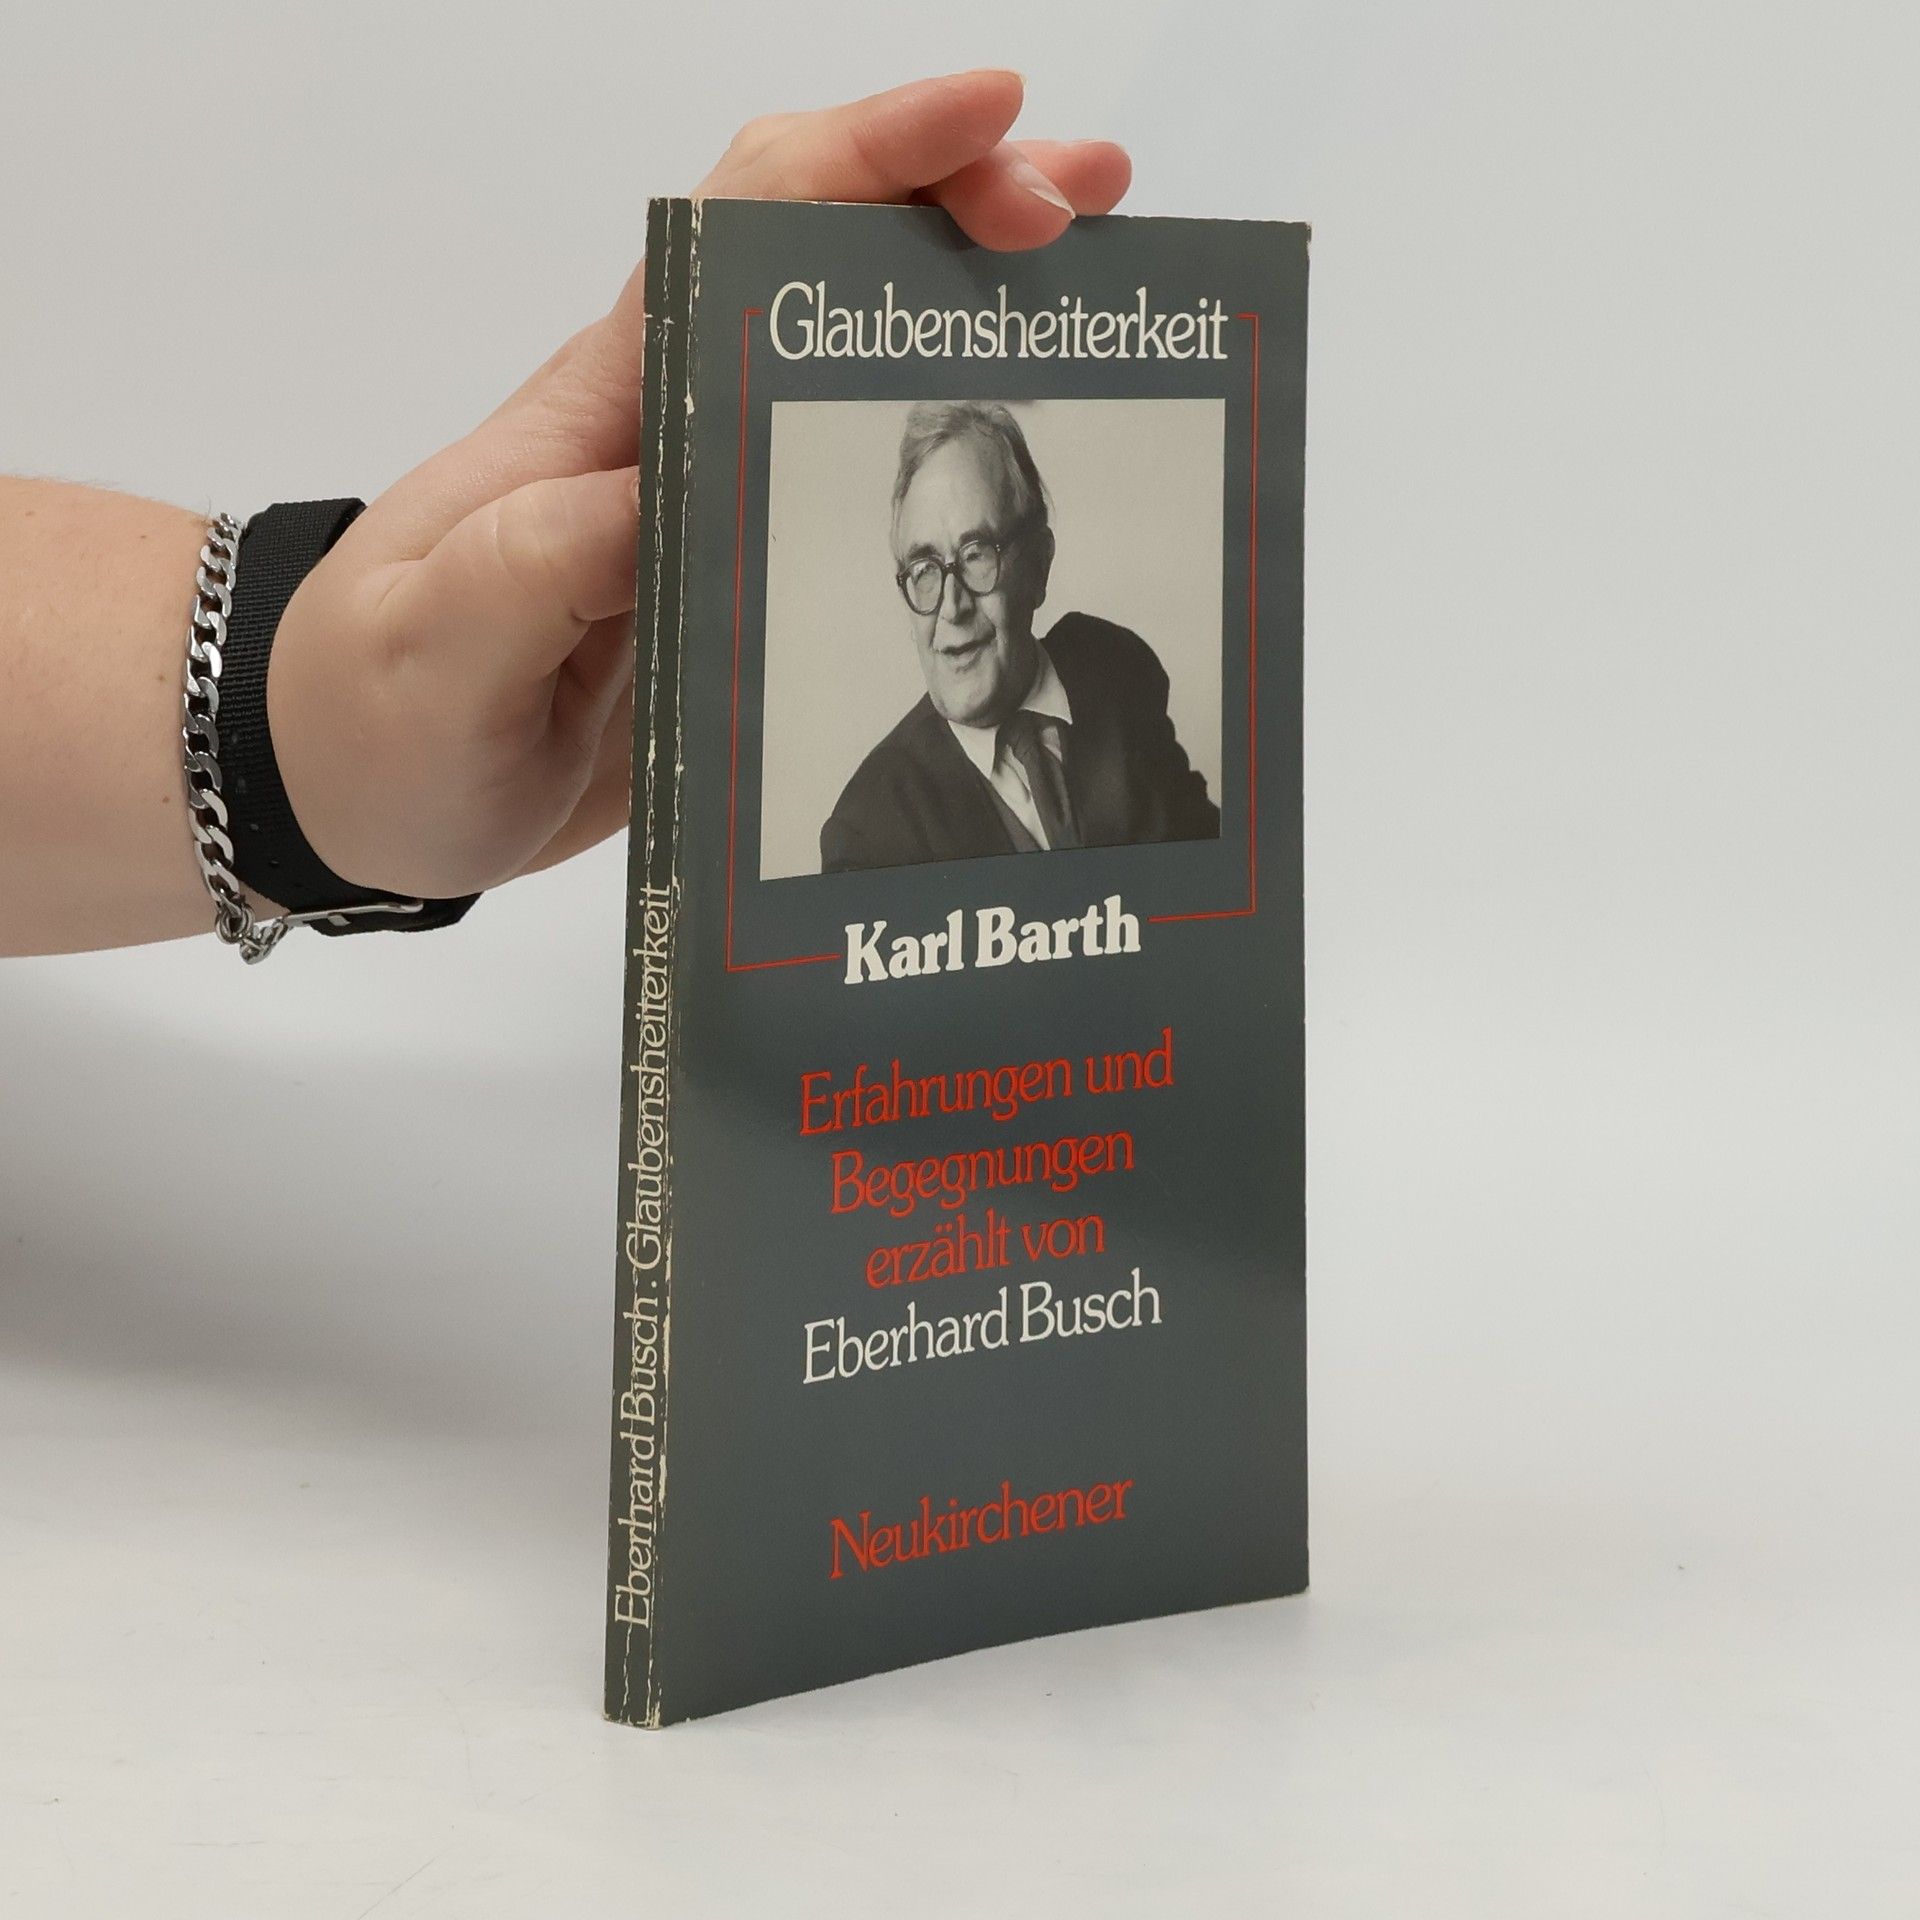 Glaubensheiterkeit
Karl Barth
Erfahrungen und
Begegnungen
erzählt von
Eberhard Busch
Neukirchener
Eberhard Busch · Glaubensheiterkeit